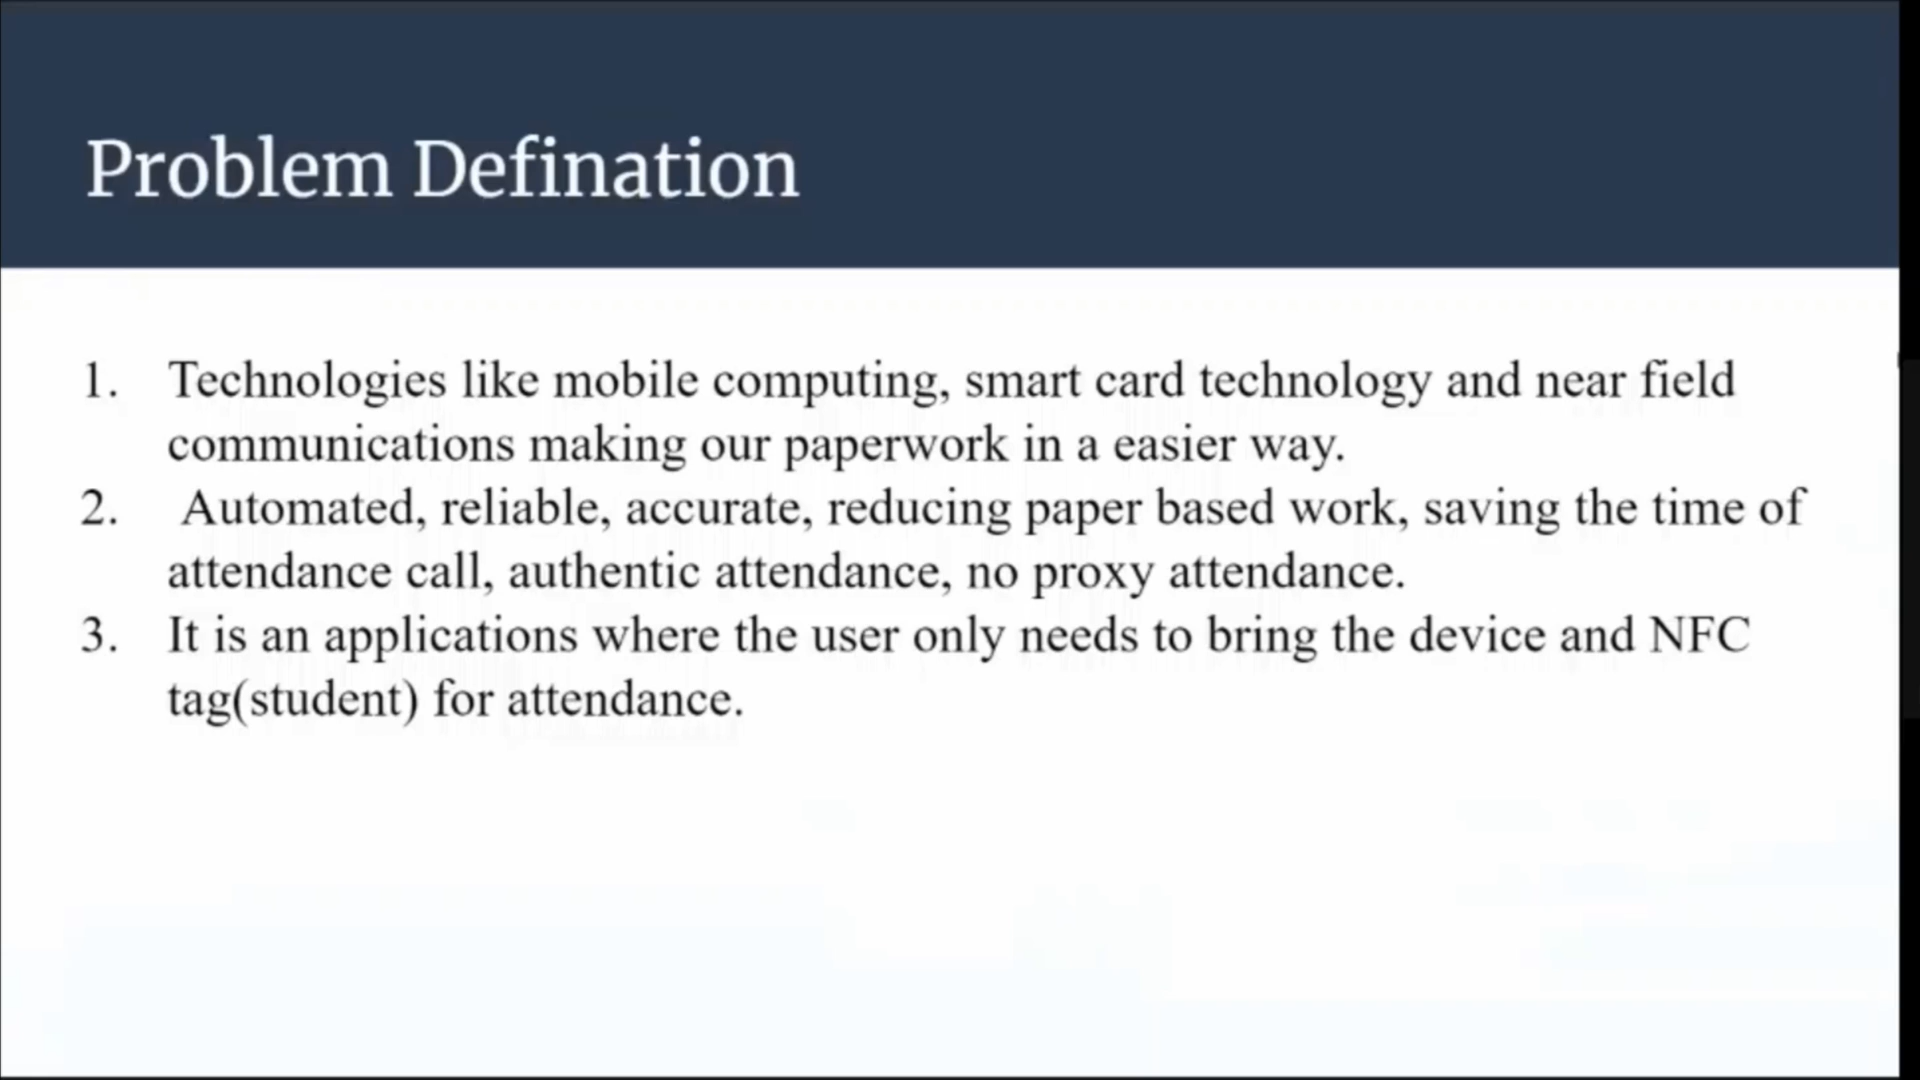 Problem Defination
1. Technologies like mobile computing, smart card technology and near field
communications making our paperwork in a easier way.
2. Automated, reliable, accurate, reducing paper based work, saving the time of
attendance call, authentic attendance, no proxy attendance.
3. It is an applications where the user only needs to bring the device and NFC
tag(student) for attendance.